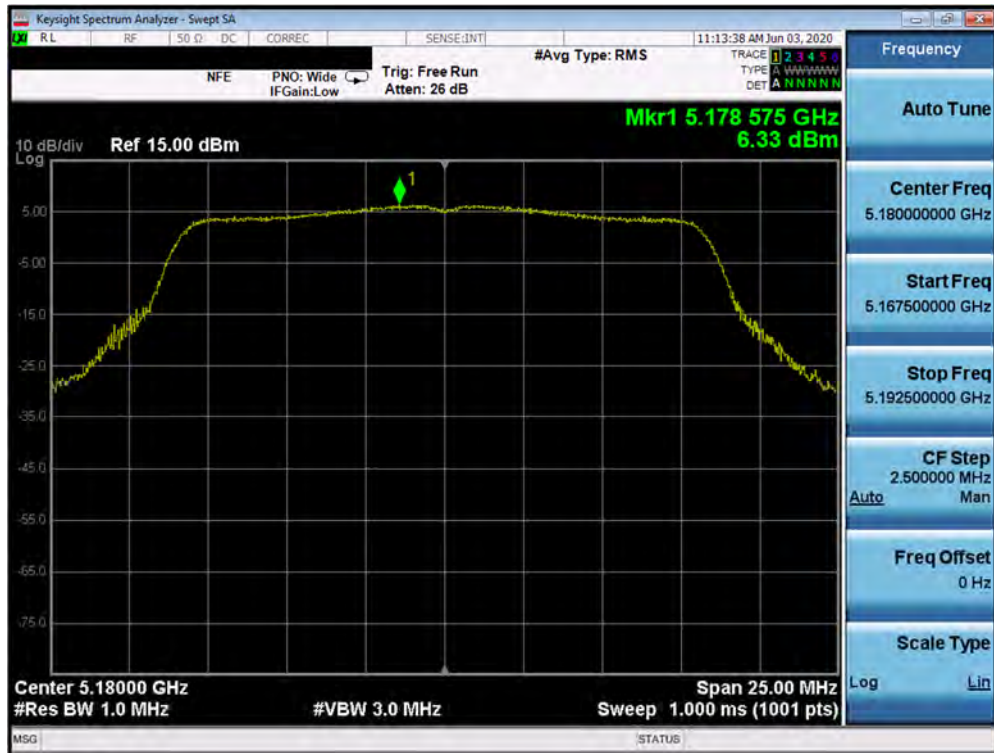 Keysight Spectrum Analyzer - Swept SA
RL RF 50 Ω DC CORREC SENSE:INT 11:13:38 AM Jun 03, 2020
#Avg Type: RMS
TRACE 1 2 3 4 5 6
TYPE A WWWWW
DET A N N N N N
NFE PNO: Wide Trig: Free Run
IFGain:Low Atten: 26 dB
Mkr1 5.178 575 GHz
6.33 dBm
10 dB/div Ref 15.00 dBm
Log
1
5.00
-5.00
-15.0
-25.0
-35.0
-45.0
-55.0
-65.0
-75.0
Center 5.18000 GHz Span 25.00 MHz
#Res BW 1.0 MHz #VBW 3.0 MHz Sweep 1.000 ms (1001 pts)
MSG STATUS
Frequency
Auto Tune
Center Freq
5.180000000 GHz
Start Freq
5.167500000 GHz
Stop Freq
5.192500000 GHz
CF Step
2.500000 MHz
Auto Man
Freq Offset
0 Hz
Scale Type
Log Lin